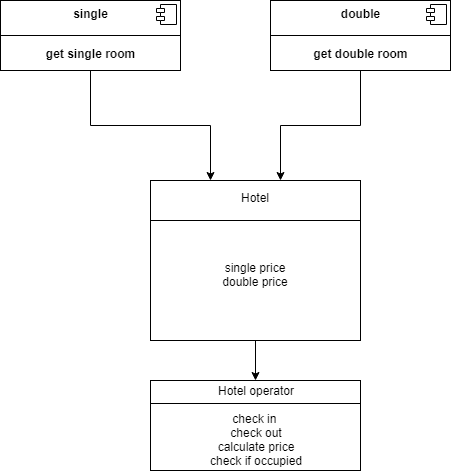 single
double
get single room
get double room
Hotel
single price
double price
Hotel operator
check in
check out
calculate price
check if occupied